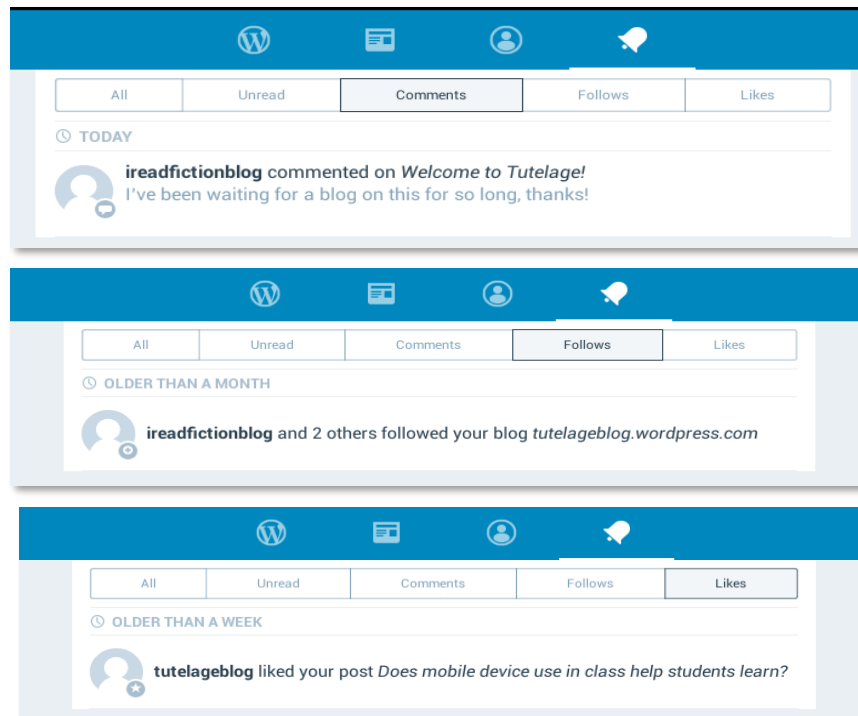 All Unread Comments Follows Likes
TODAY
ireadfictionblog commented on Welcome to Tutelage!
I've been waiting for a blog on this for so long, thanks!
All Unread Comments Follows Likes
OLDER THAN A MONTH
ireadfictionblog and 2 others followed your blog tutelageblog.wordpress.com
All Unread Comments Follows Likes
OLDER THAN A WEEK
tutelageblog liked your post Does mobile device use in class help students learn?